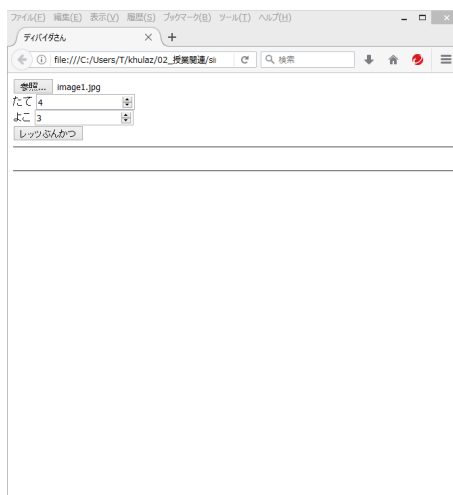 ファイル(F) 編集(E) 表示(V) 履歴(S) ブックマーク(B) ツール(T) ヘルプ(H)
ディバイダさん
file:///C:/Users/T/khulaz/02_授業関連/sii 検索
参照... image1.jpg
たて 4
よこ 3
レッツぶんかつ